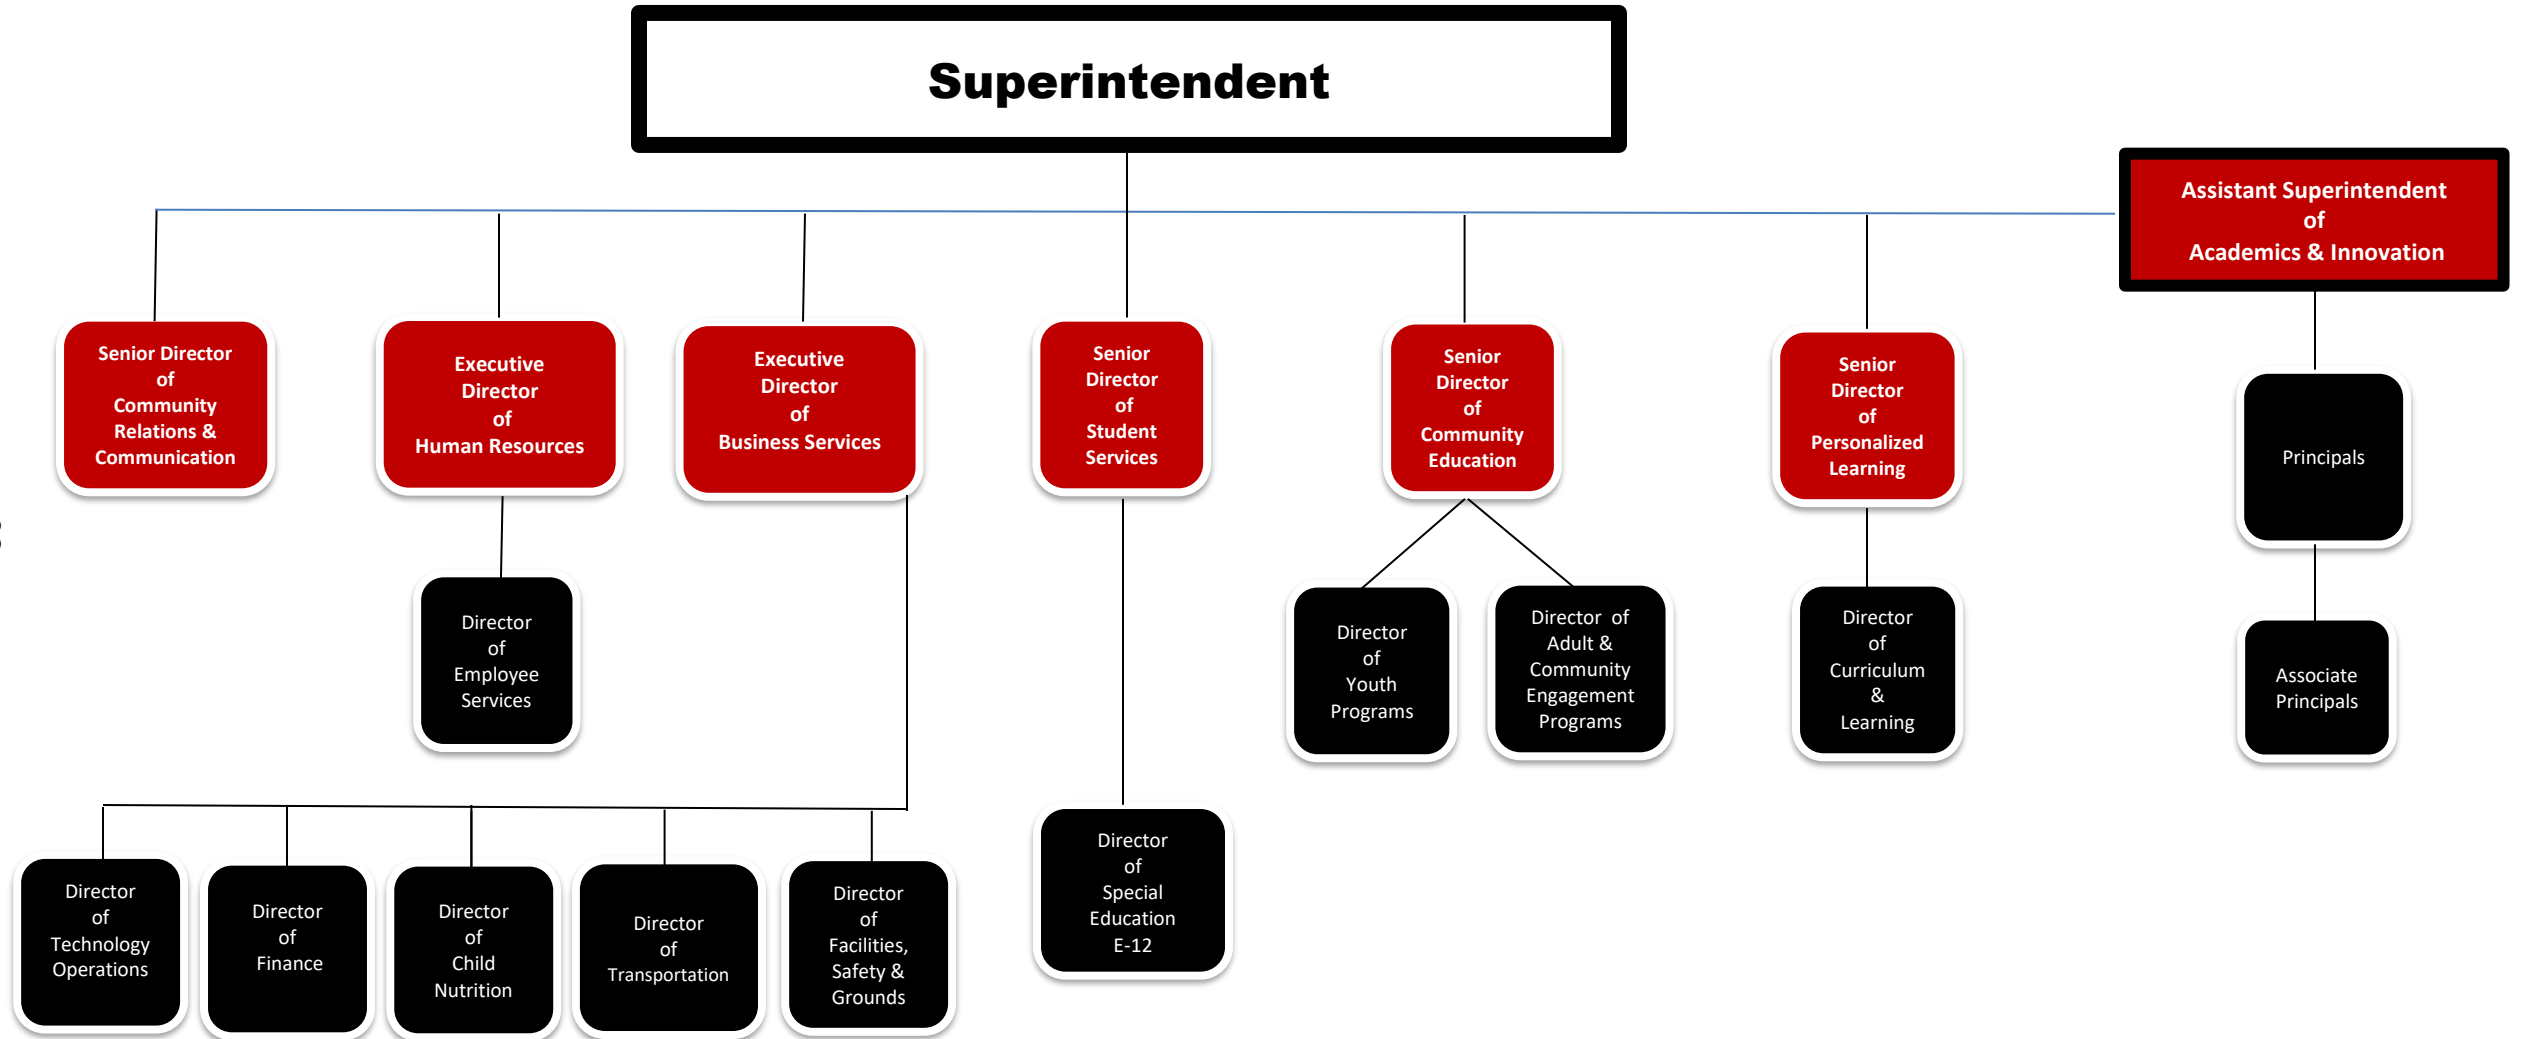 Superintendent
Assistant Superintendent
of
Academics & Innovation
Senior Director
of
Community
Relations &
Communication
Executive
Director
of
Human Resources
Executive
Director
of
Business Services
Senior
Director
of
Student
Services
Senior
Director
of
Community
Education
Senior
Director
of
Personalized
Learning
Principals
Director
of
Employee
Services
Director
of
Youth
Programs
Director  of
Adult &
Community
Engagement
Programs
Director
of
Curriculum
&
Learning
Associate
Principals
Director
of
Technology
Operations
Director
of
Finance
Director
of
Child
Nutrition
Director
of
Transportation
Director
of
Facilities,
Safety &
Grounds
Director
of
Special
Education
E-12